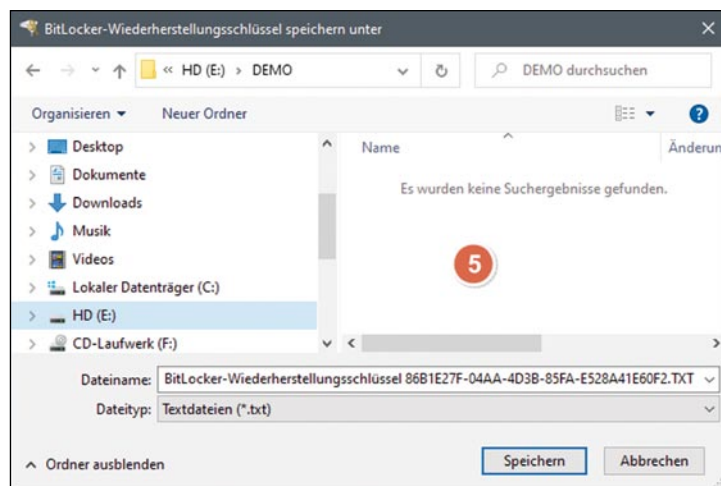 BitLocker-Wiederherstellungsschlüssel speichern unter
« HD (E:) › DEMO
DEMO durchsuchen
Organisieren
Neuer Ordner
?
Desktop
Dokumente
Downloads
Musik
Videos
Lokaler Datenträger (C:)
HD (E:)
CD-Laufwerk (F:)
Name
Änderun
Es wurden keine Suchergebnisse gefunden.
5
Dateiname: BitLocker-Wiederherstellungsschlüssel 86B1E27F-04AA-4D3B-85FA-E528A41E60F2.TXT
Dateityp: Textdateien (*.txt)
Ordner ausblenden
Speichern
Abbrechen